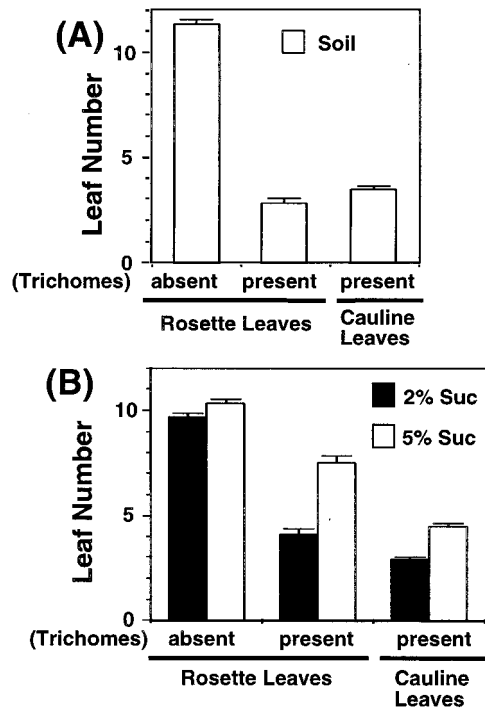 (A)
Soil
Leaf Number
10
5
0
(Trichomes) absent present present
Rosette Leaves
Cauline
Leaves
(B)
2% Suc
5% Suc
Leaf Number
10
5
0
(Trichomes) absent present present
Rosette Leaves
Cauline
Leaves